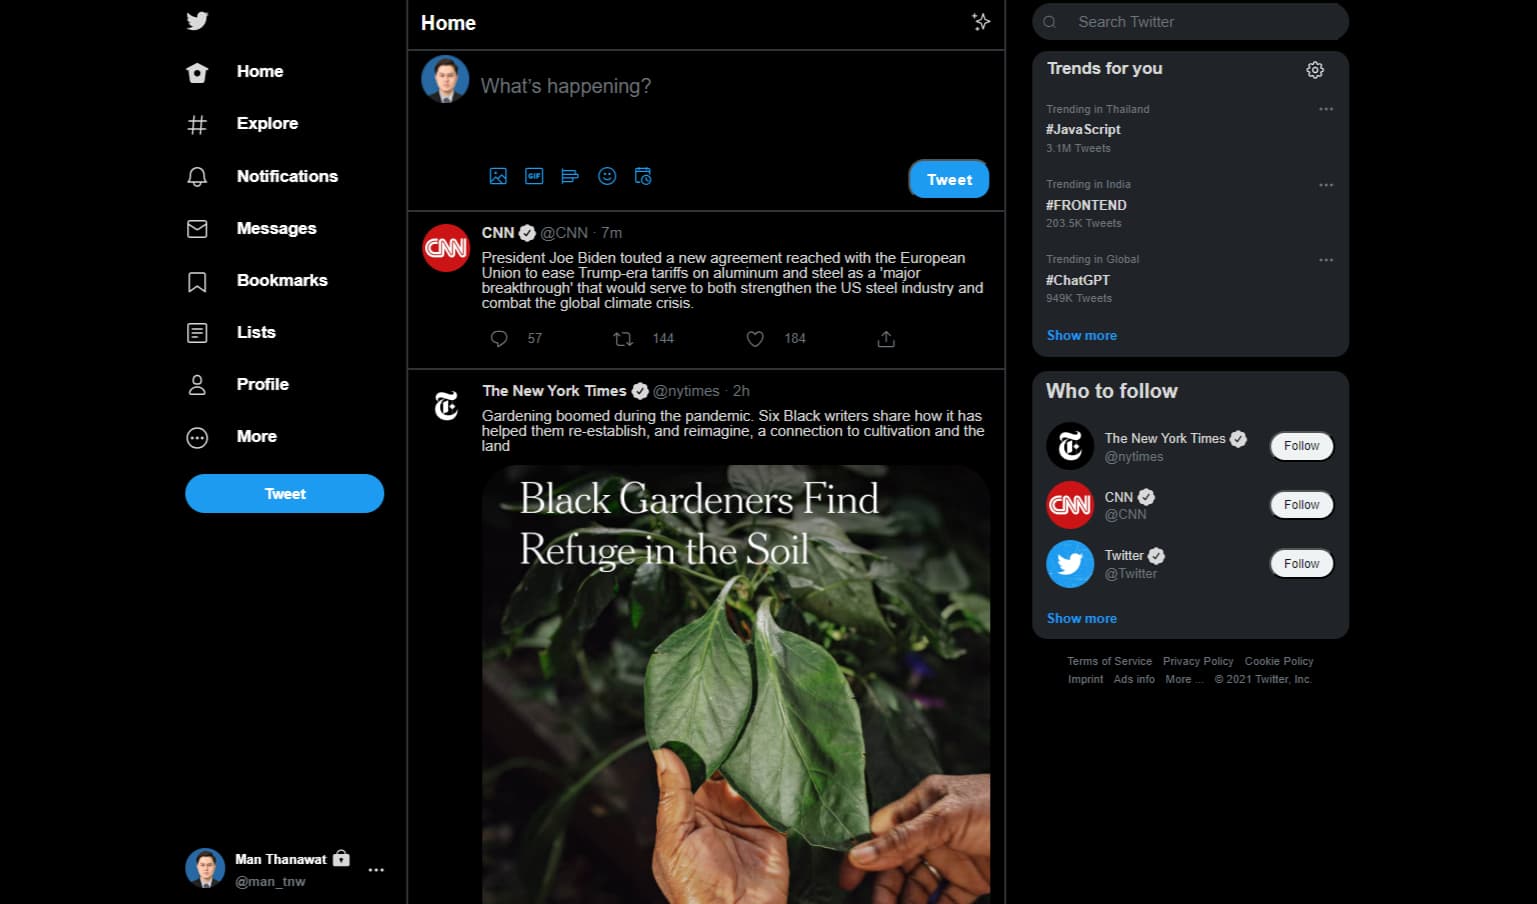 Home
Explore
Notifications
Messages
Bookmarks
Lists
Profile
More
Tweet
Man Thanawat
@man_tnw
Home
What's happening?
GIF
Tweet
CNN
CNN @CNN · 7m
President Joe Biden touted a new agreement reached with the European
Union to ease Trump-era tariffs on aluminum and steel as a 'major
breakthrough' that would serve to both strengthen the US steel industry and
combat the global climate crisis.
57 144 184
The New York Times @nytimes · 2h
Gardening boomed during the pandemic. Six Black writers share how it has
helped them re-establish, and reimagine, a connection to cultivation and the
land
Black Gardeners Find
Refuge in the Soil
Search Twitter
Trends for you
Trending in Thailand
#JavaScript
3.1M Tweets
Trending in India
#FRONTEND
203.5K Tweets
Trending in Global
#ChatGPT
949K Tweets
Show more
Who to follow
The New York Times
@nytimes
Follow
CNN
CNN
@CNN
Follow
Twitter
@Twitter
Follow
Show more
Terms of Service Privacy Policy Cookie Policy
Imprint Ads info More ... © 2021 Twitter, Inc.